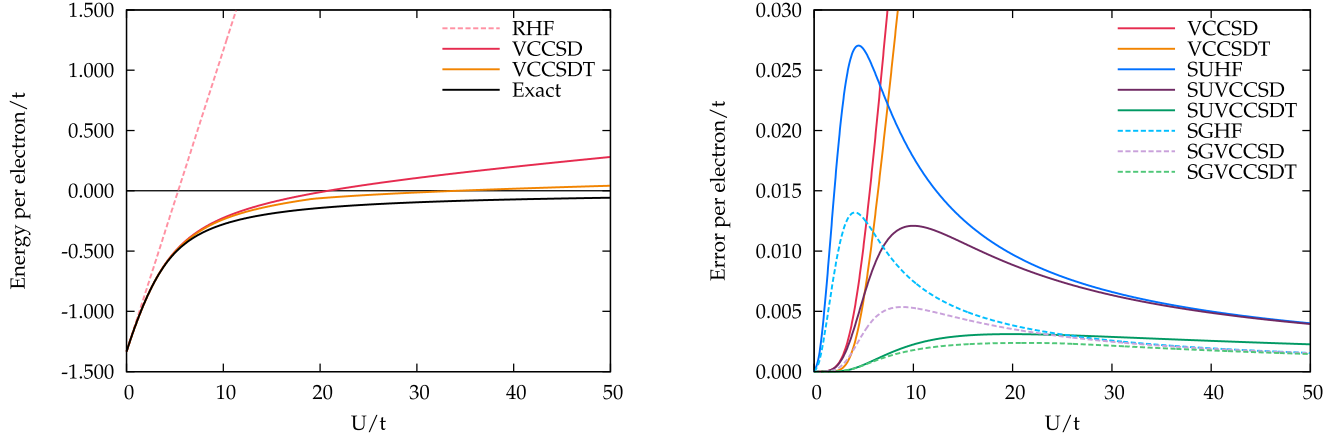 1.500
1.000
0.500
0.000
-0.500
-1.000
-1.500
Energy per electron/t
0 10 20 30 40 50
U/t
RHF
VCCSD
VCCSDT
Exact
0.030
0.025
0.020
0.015
0.010
0.005
0.000
Error per electron/t
0 10 20 30 40 50
U/t
VCCSD
VCCSDT
SUHF
SUVCCSD
SUVCCSDT
SGHF
SGVCCSD
SGVCCSDT